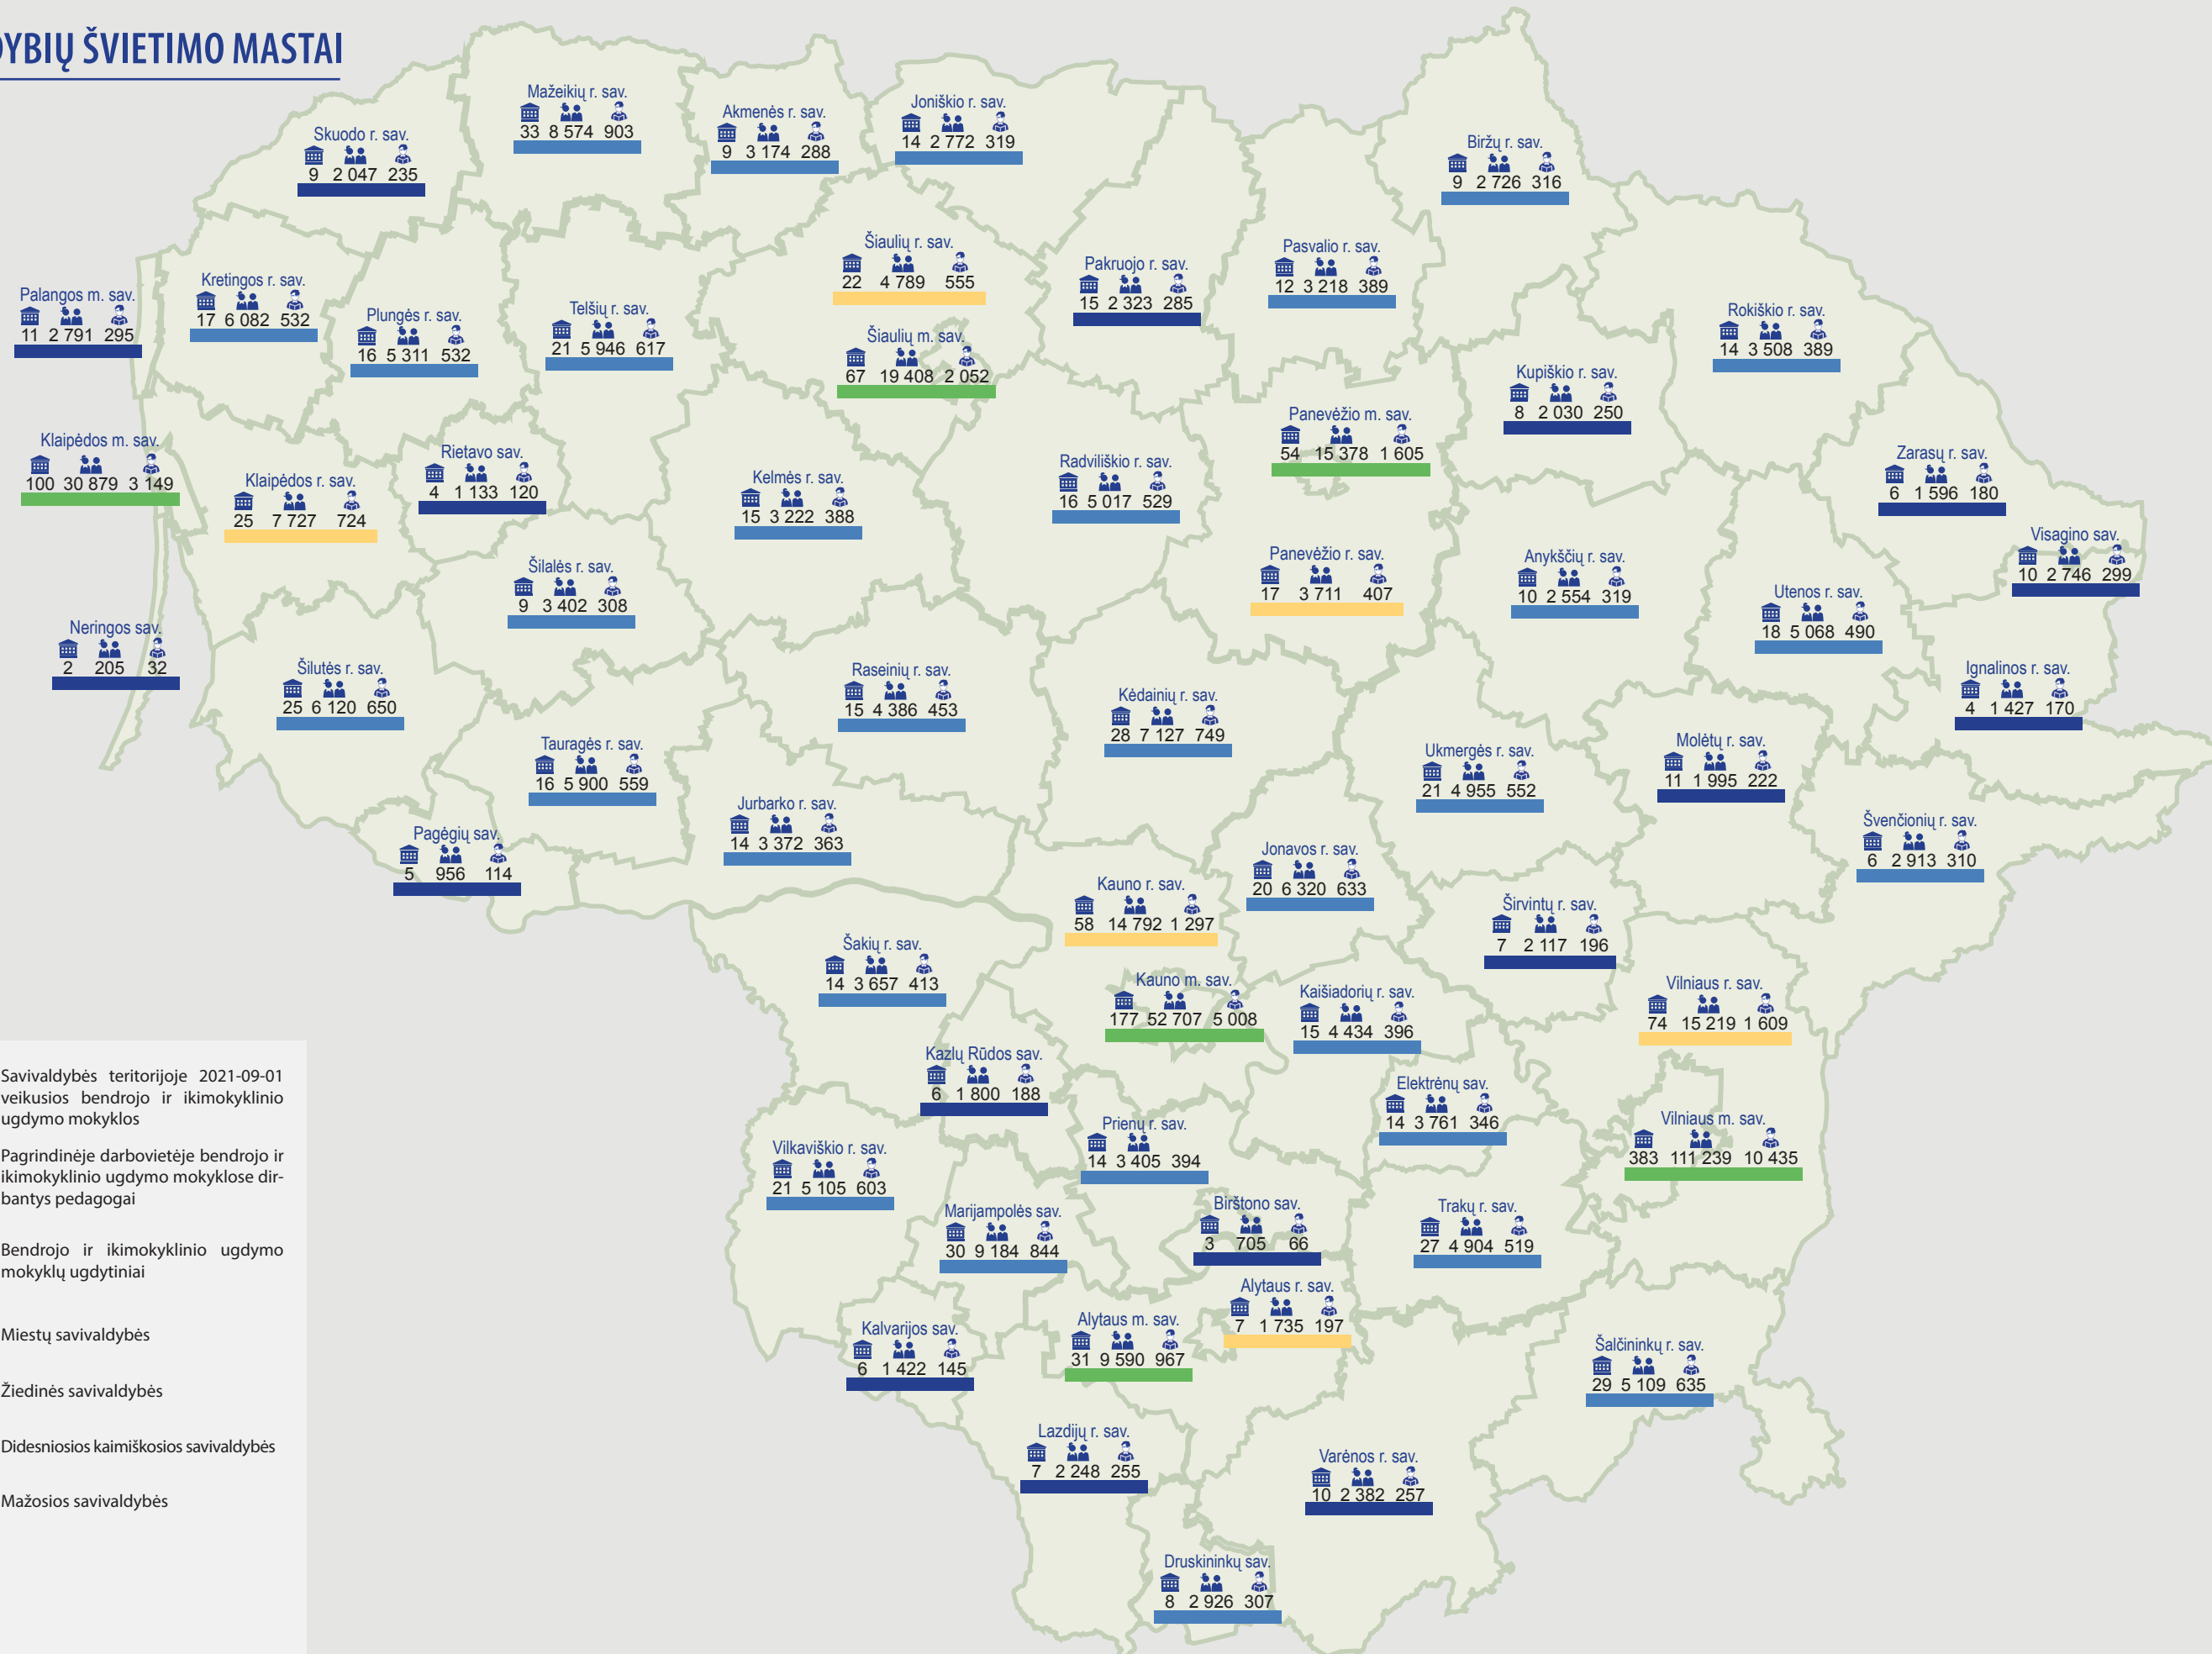 DYBIŲ ŠVIETIMO MASTAI
Mažeikių r. sav.
33 8 574 903
Akmenės r. sav.
9 3 174 288
Joniškio r. sav.
14 2 772 319
Skuodo r. sav.
9 2 047 235
Biržų r. sav.
9 2 726 316
Šiaulių r. sav.
22 4 789 555
Pasvalio r. sav.
12 3 218 389
Pakruojo r. sav.
15 2 323 285
Kretingos r. sav.
17 6 082 532
Palangos m. sav.
11 2 791 295
Plungės r. sav.
16 5 311 532
Telšių r. sav.
21 5 946 617
Rokiškio r. sav.
14 3 508 389
Šiaulių m. sav.
67 19 408 2 052
Kupiškio r. sav.
8 2 030 250
Panevėžio m. sav.
54 15 378 1 605
Klaipėdos m. sav.
100 30 879 3 149
Rietavo sav.
4 1 133 120
Klaipėdos r. sav.
25 7 727 724
Kelmės r. sav.
15 3 222 388
Radviliškio r. sav.
16 5 017 529
Zarasų r. sav.
6 1 596 180
Visagino sav.
10 2 746 299
Šilalės r. sav.
9 3 402 308
Panevėžio r. sav.
17 3 711 407
Anykščių r. sav.
10 2 554 319
Utenos r. sav.
18 5 068 490
Neringos sav.
2 205 32
Šilutės r. sav.
25 6 120 650
Raseinių r. sav.
15 4 386 453
Kėdainių r. sav.
28 7 127 749
Ignalinos r. sav.
4 1 427 170
Tauragės r. sav.
16 5 900 559
Ukmergės r. sav.
21 4 955 552
Molėtų r. sav.
11 1 995 222
Jurbarko r. sav.
14 3 372 363
Švenčionių r. sav.
6 2 913 310
Pagėgių sav.
5 956 114
Jonavos r. sav.
20 6 320 633
Kauno r. sav.
58 14 792 1 297
Širvintų r. sav.
7 2 117 196
Šakių r. sav.
14 3 657 413
Kauno m. sav.
177 52 707 5 008
Kaišiadorių r. sav.
15 4 434 396
Vilniaus r. sav.
74 15 219 1 609
Kazlų Rūdos sav.
6 1 800 188
Elektrėnų sav.
14 3 761 346
Prienų r. sav.
14 3 405 394
Vilniaus m. sav.
383 111 239 10 435
Vilkaviškio r. sav.
21 5 105 603
Marijampolės sav.
30 9 184 844
Birštono sav.
3 705 66
Trakų r. sav.
27 4 904 519
Alytaus r. sav.
7 1 735 197
Alytaus m. sav.
31 9 590 967
Kalvarijos sav.
6 1 422 145
Šalčininkų r. sav.
29 5 109 635
Lazdijų r. sav.
7 2 248 255
Varėnos r. sav.
10 2 382 257
Druskininkų sav.
8 2 926 307
Savivaldybės teritorijoje 2021-09-01
veikusios bendrojo ir ikimokyklinio
ugdymo mokyklos
Pagrindinėje darbovietėje bendrojo ir
ikimokyklinio ugdymo mokyklose dir-
bantys pedagogai
Bendrojo ir ikimokyklinio ugdymo
mokyklų ugdytiniai
Miestų savivaldybės
Žiedinės savivaldybės
Didesniosios kaimiškosios savivaldybės
Mažosios savivaldybės